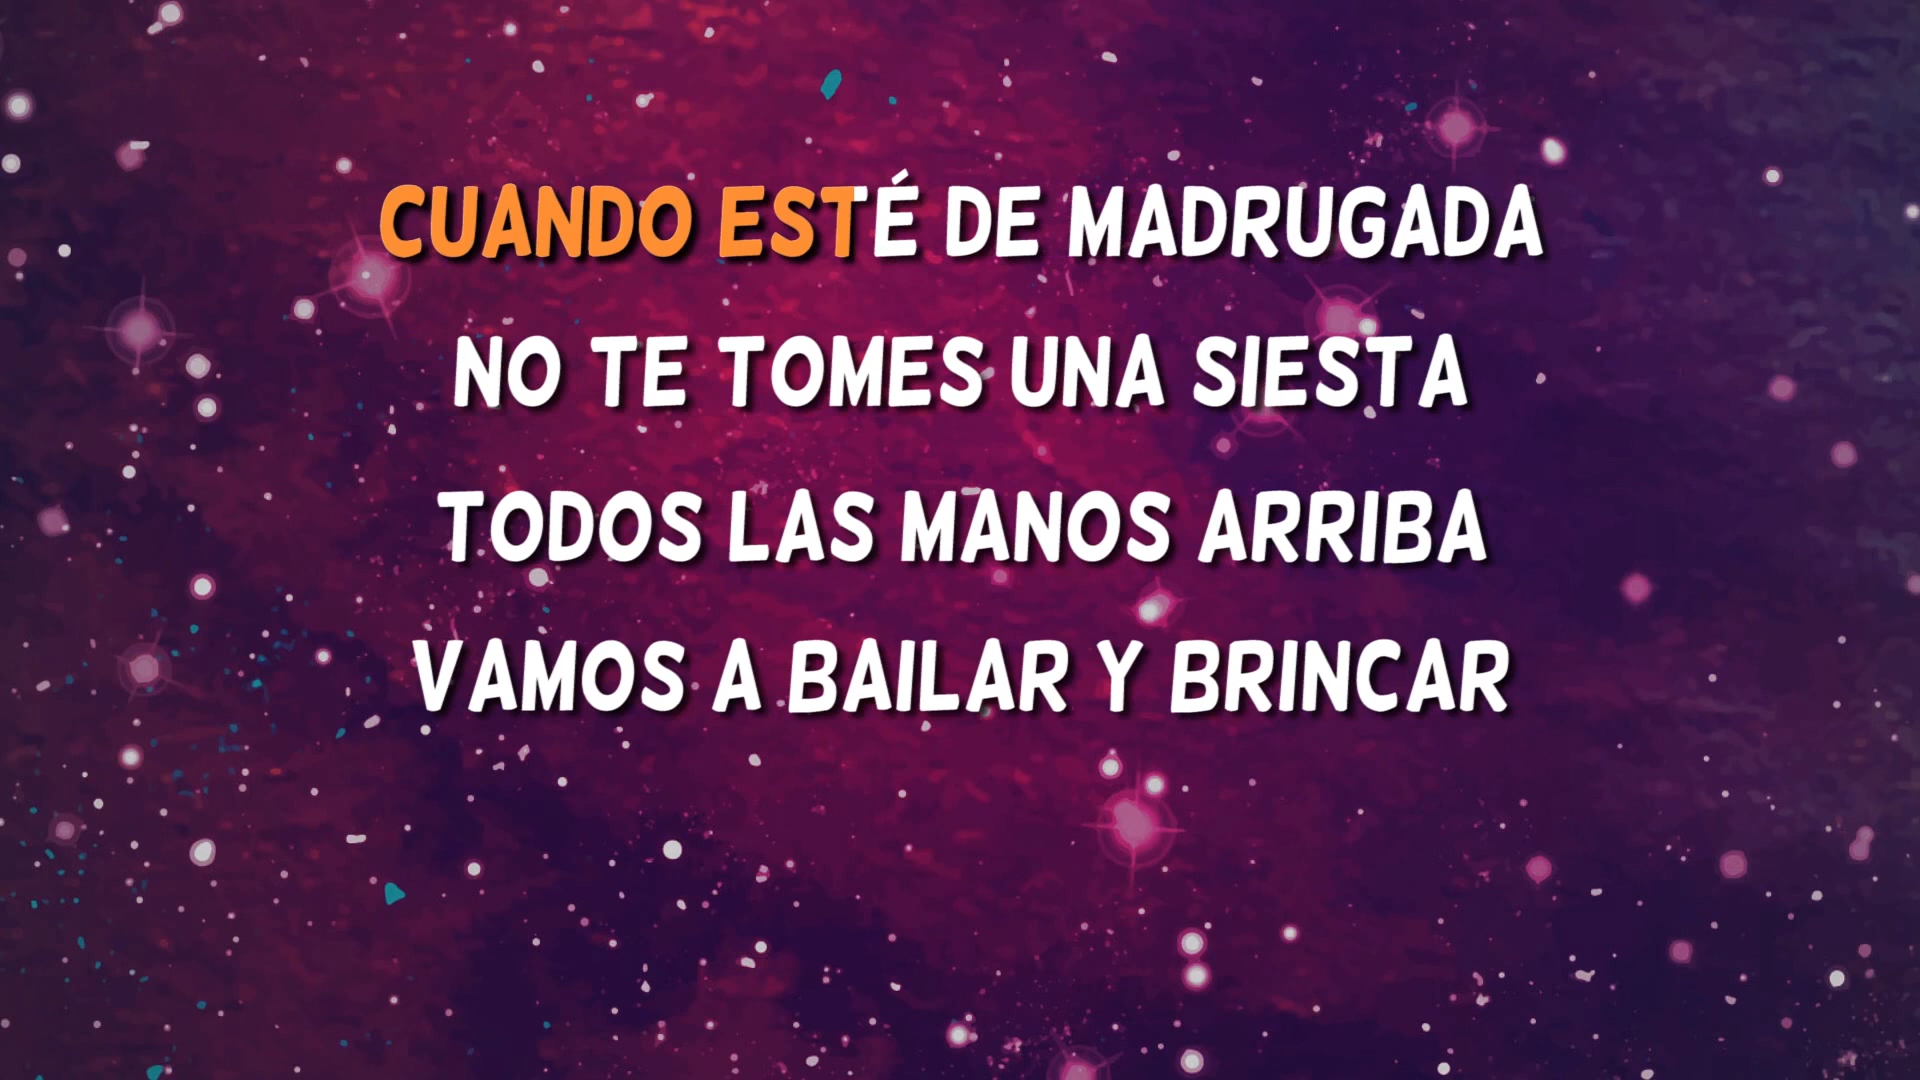 CUANDO ESTÉ DE MADRUGADA
NO TE TOMES UNA SIESTA
TODOS LAS MANOS ARRIBA
VAMOS A BAILAR Y BRINCAR